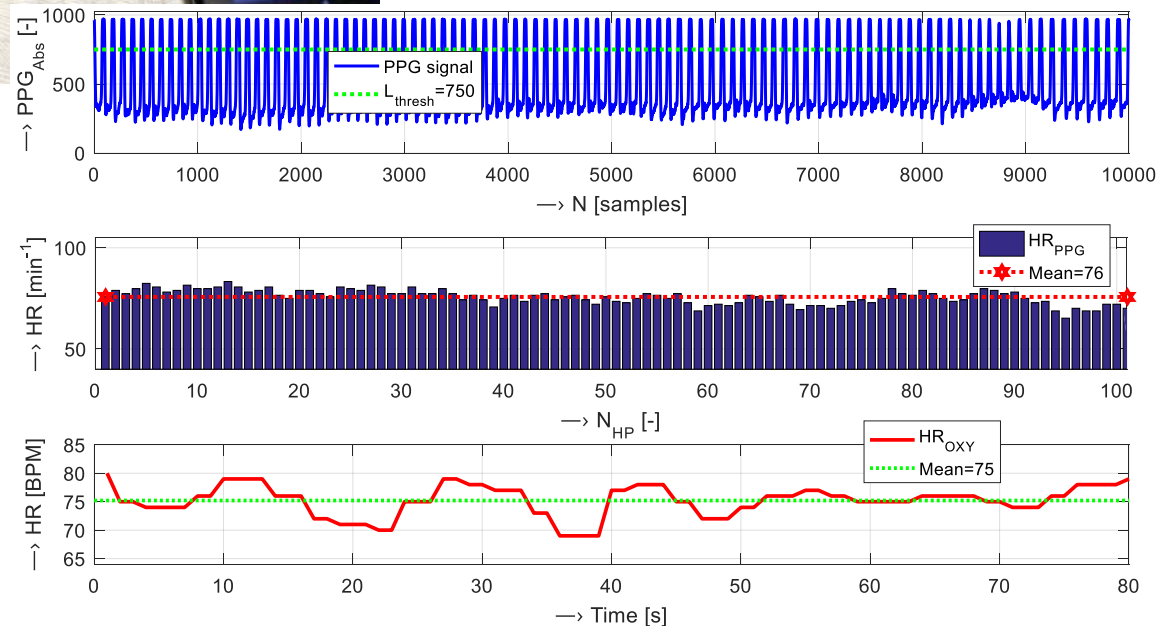 1000
500
0
—> PPG_Abs [-]
PPG signal
L_thresh=750
0 1000 2000 3000 4000 5000 6000 7000 8000 9000 10000
—> N [samples]
100
50
—> HR [min^-1]
HR_PPG
Mean=76
0 10 20 30 40 50 60 70 80 90 100
—> N_HP [-]
85
80
75
70
65
—> HR [BPM]
HR_OXY
Mean=75
0 10 20 30 40 50 60 70 80
—> Time [s]